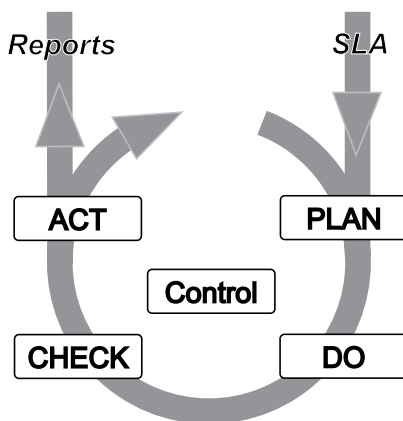 Reports
SLA
ACT
PLAN
Control
CHECK
DO